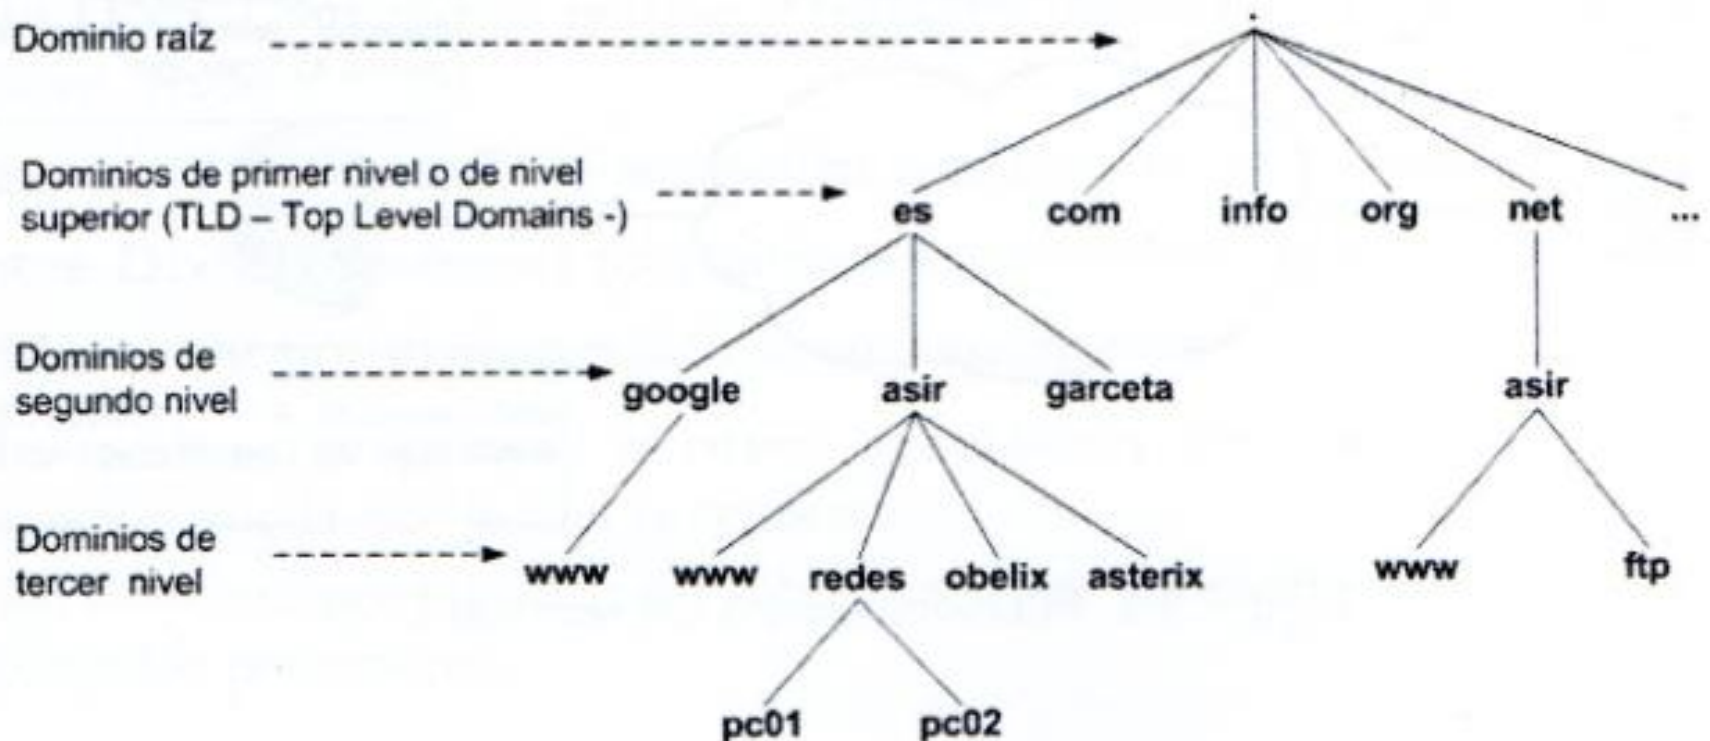 .
Dominio raíz
Dominios de primer nivel o de nivel
superior (TLD – Top Level Domains -)
es com info org net ...
Dominios de
segundo nivel
google asir garceta asir
Dominios de
tercer nivel
www www redes obelix asterix www ftp
pc01 pc02